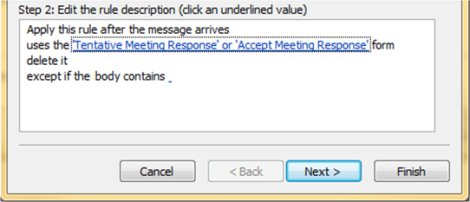 Step 2: Edit the rule description (click an underlined value)
Apply this rule after the message arrives
uses the 'Tentative Meeting Response' or 'Accept Meeting Response' form
delete it
except if the body contains .
Cancel
< Back
Next >
Finish